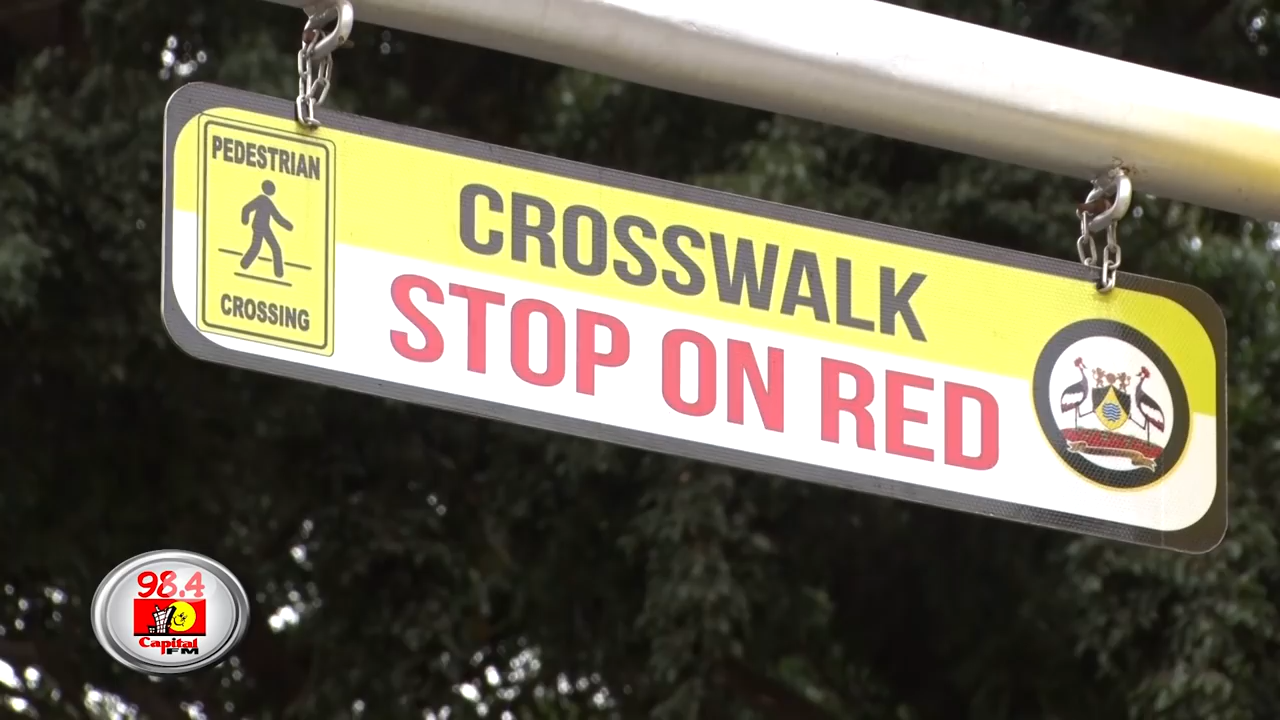 PEDESTRIAN
CROSSING
CROSSWALK
STOP ON RED
98.4
Capital
FM